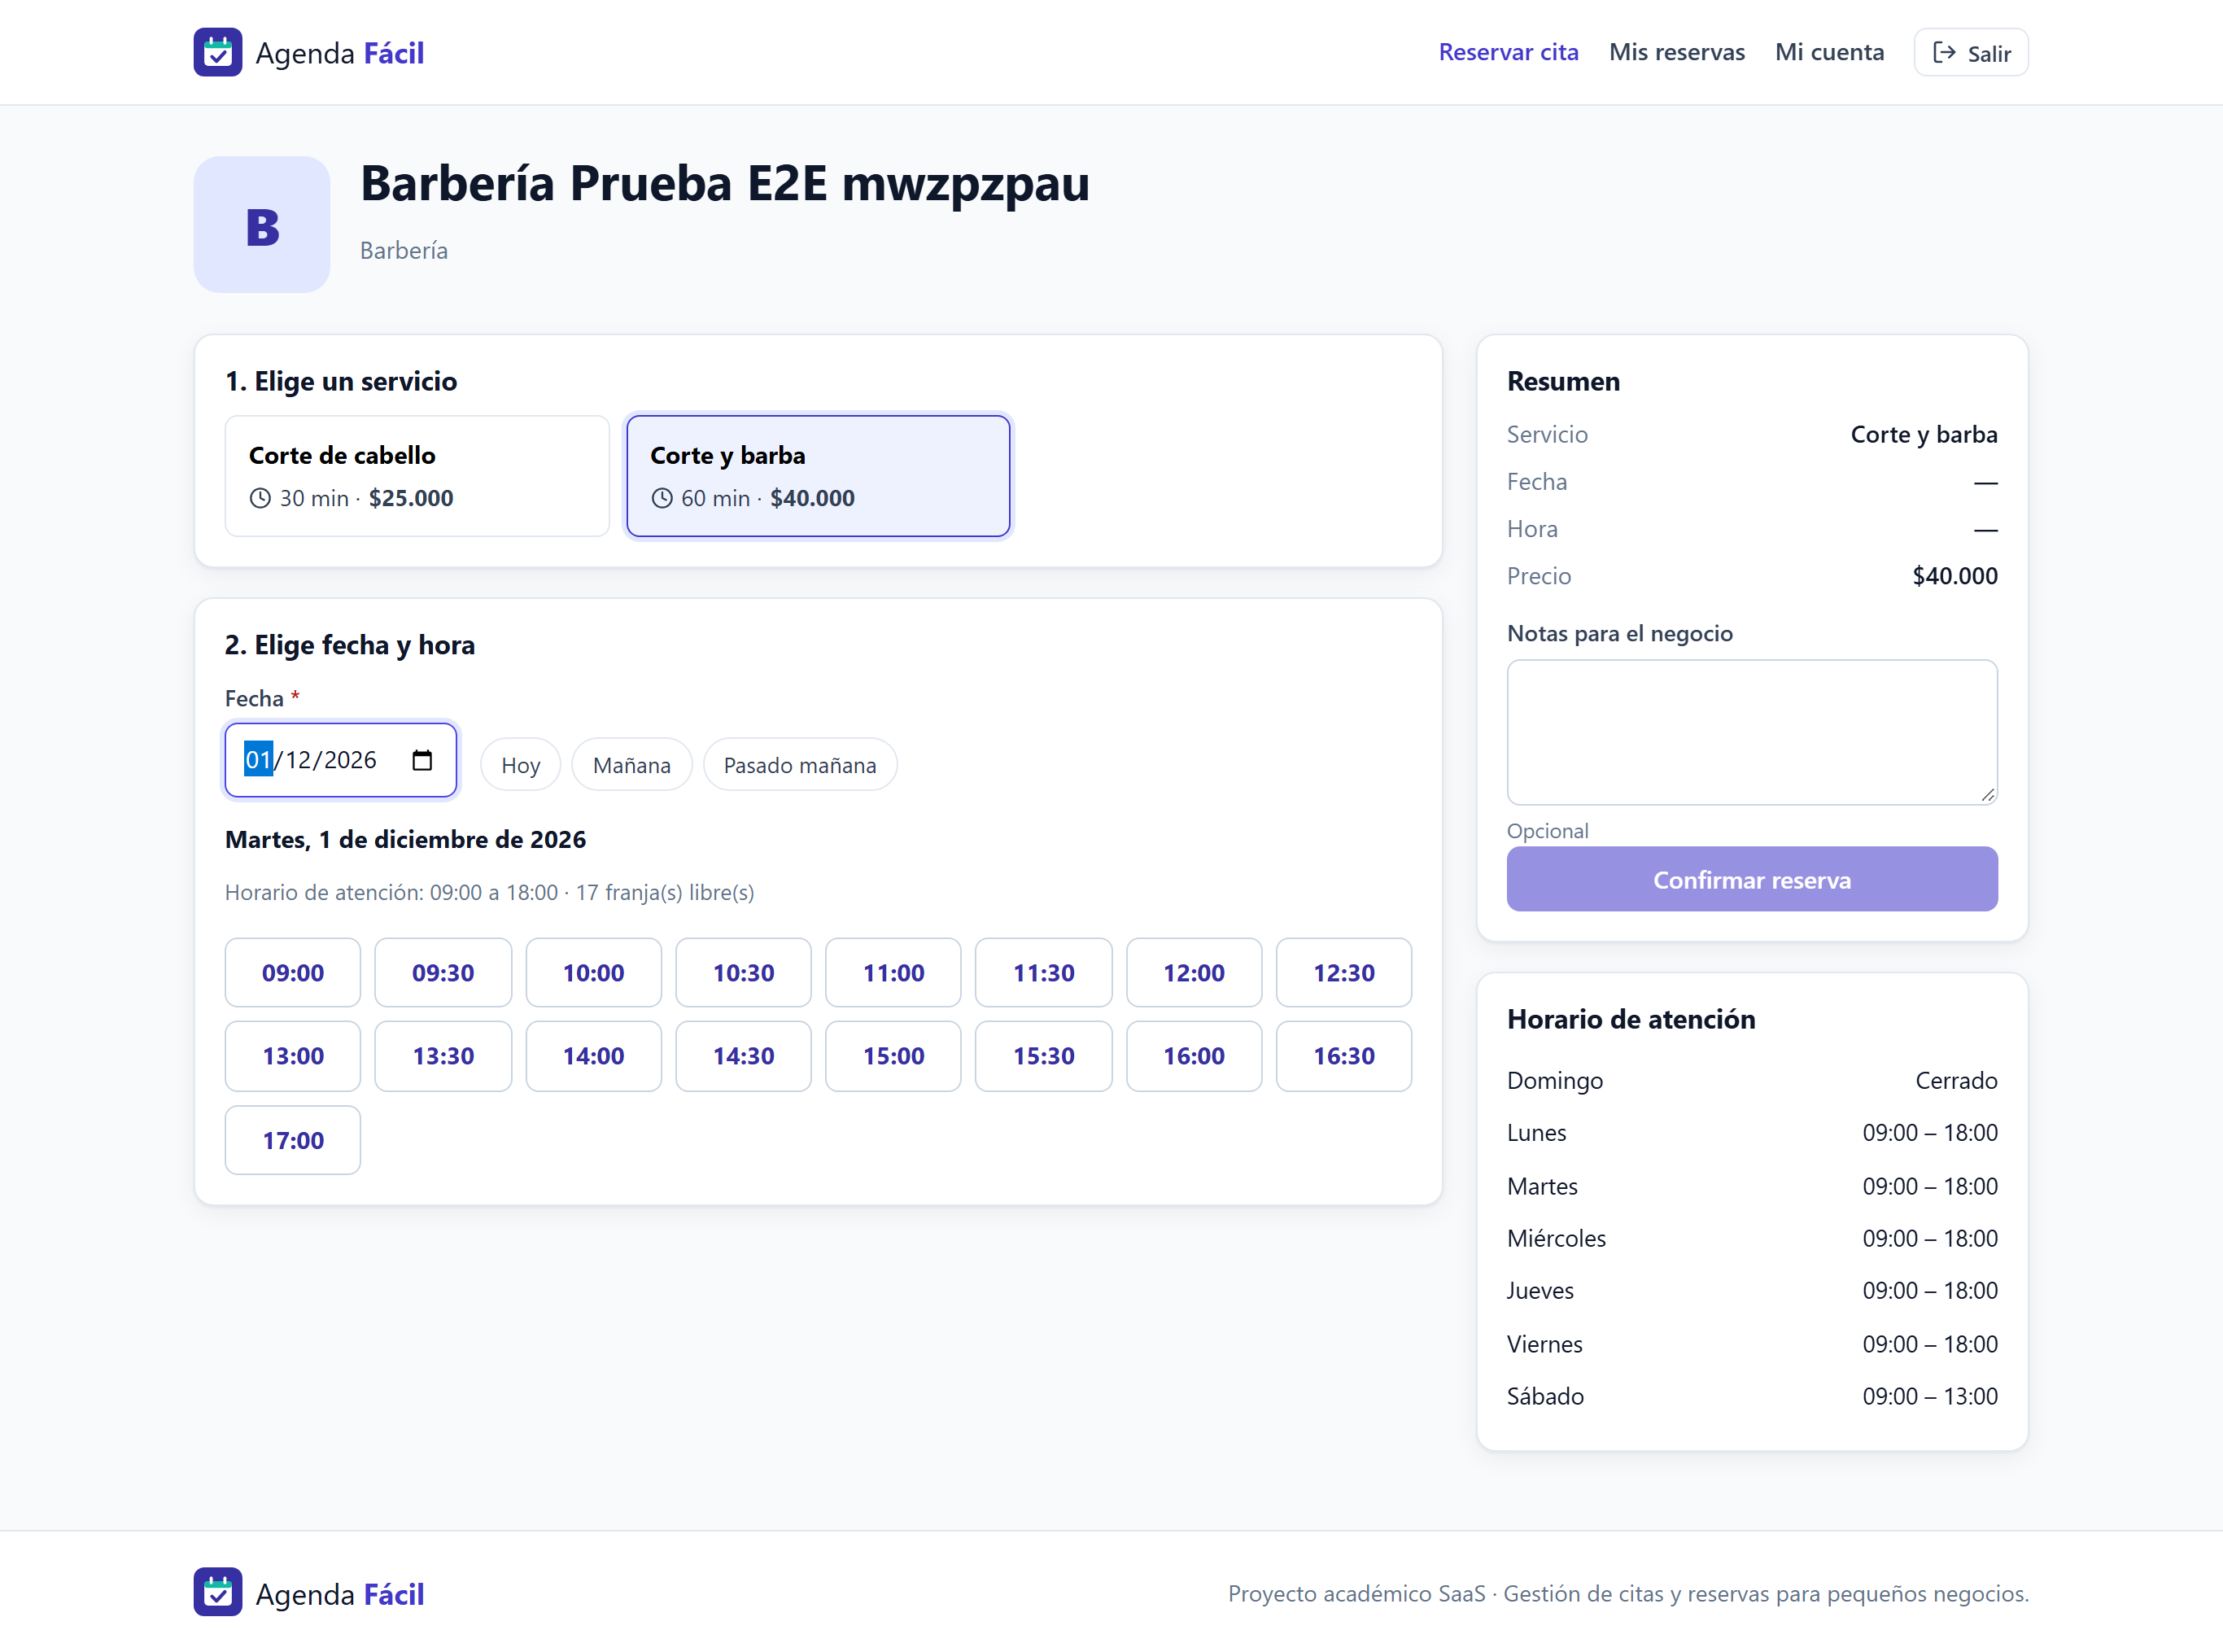 Agenda Fácil
Reservar cita
Mis reservas
Mi cuenta
Salir
B
Barbería Prueba E2E mwzpzpau
Barbería
1. Elige un servicio
Corte de cabello
30 min · $25.000
Corte y barba
60 min · $40.000
2. Elige fecha y hora
Fecha *
01/12/2026
Hoy
Mañana
Pasado mañana
Martes, 1 de diciembre de 2026
Horario de atención: 09:00 a 18:00 · 17 franja(s) libre(s)
09:00 09:30 10:00 10:30 11:00 11:30 12:00 12:30
13:00 13:30 14:00 14:30 15:00 15:30 16:00 16:30
17:00
Resumen
Servicio Corte y barba
Fecha —
Hora —
Precio $40.000
Notas para el negocio
Opcional
Confirmar reserva
Horario de atención
Domingo Cerrado
Lunes 09:00 – 18:00
Martes 09:00 – 18:00
Miércoles 09:00 – 18:00
Jueves 09:00 – 18:00
Viernes 09:00 – 18:00
Sábado 09:00 – 13:00
Agenda Fácil
Proyecto académico SaaS · Gestión de citas y reservas para pequeños negocios.